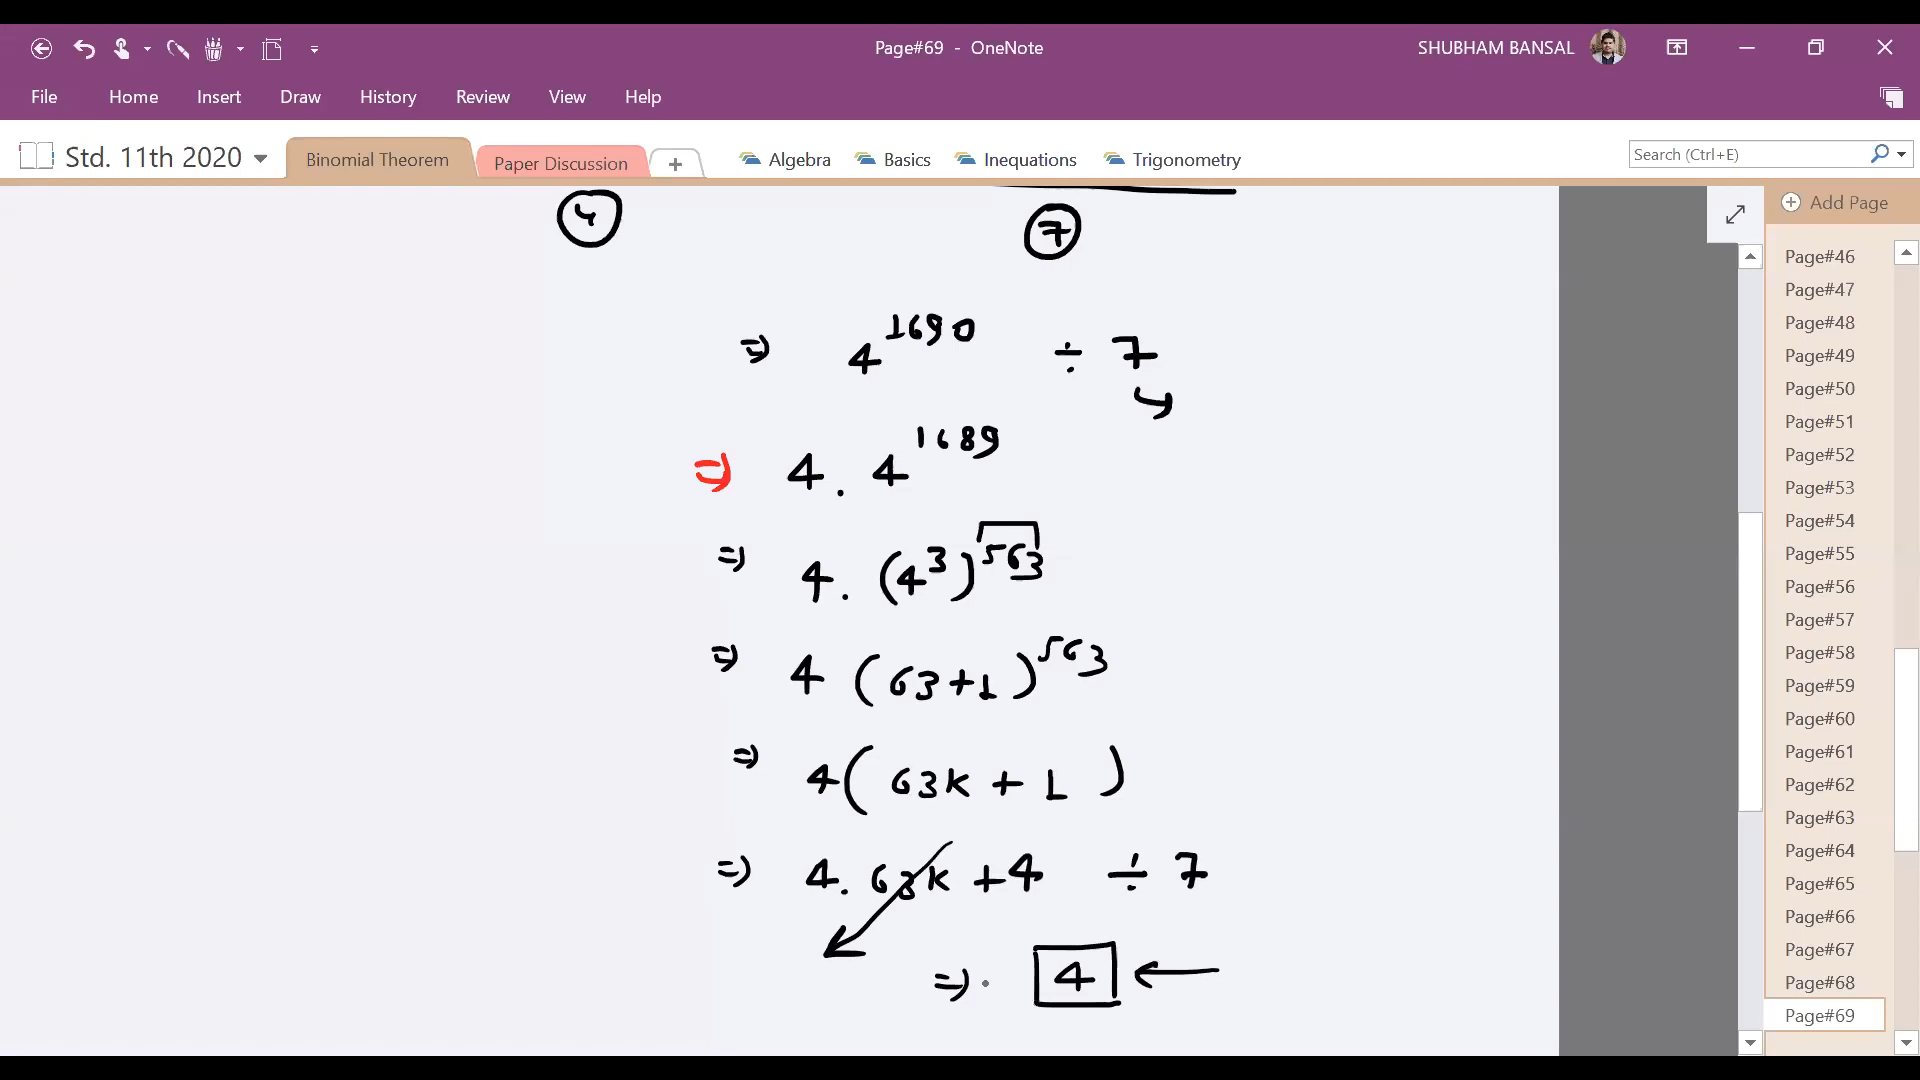 Page#69 - OneNote
SHUBHAM BANSAL
File Home Insert Draw History Review View Help
Std. 11th 2020
Binomial Theorem
Paper Discussion
+
Algebra Basics Inequations Trigonometry
Search (Ctrl+E)
Add Page
Page#46
Page#47
Page#48
Page#49
Page#50
Page#51
Page#52
Page#53
Page#54
Page#55
Page#56
Page#57
Page#58
Page#59
Page#60
Page#61
Page#62
Page#63
Page#64
Page#65
Page#66
Page#67
Page#68
Page#69
4 7
⇒ 4^1690 ÷ 7
⇒ 4 . 4^1689
⇒ 4 . (4^3)^563
⇒ 4 (63+1)^563
⇒ 4(63K + 1)
⇒ 4 . 63K + 4 ÷ 7
⇒ 4 ←